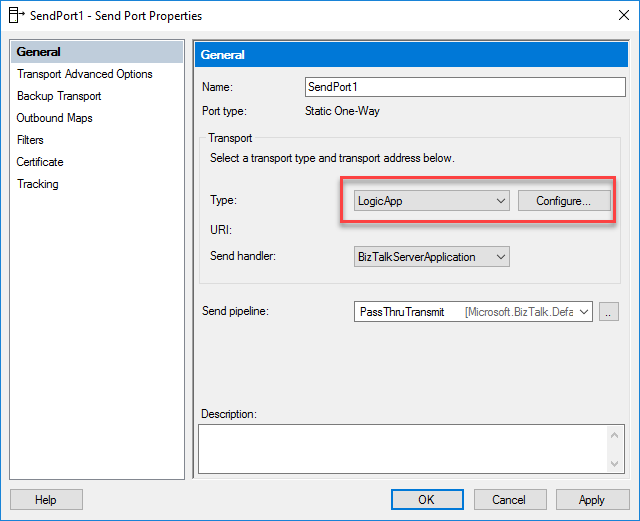 SendPort1 - Send Port Properties
General
Transport Advanced Options
Backup Transport
Outbound Maps
Filters
Certificate
Tracking
General
Name: SendPort1
Port type: Static One-Way
Transport
Select a transport type and transport address below.
Type: LogicApp Configure...
URI:
Send handler: BizTalkServerApplication
Send pipeline: PassThruTransmit [Microsoft.BizTalk.Defa ..
Description:
Help OK Cancel Apply